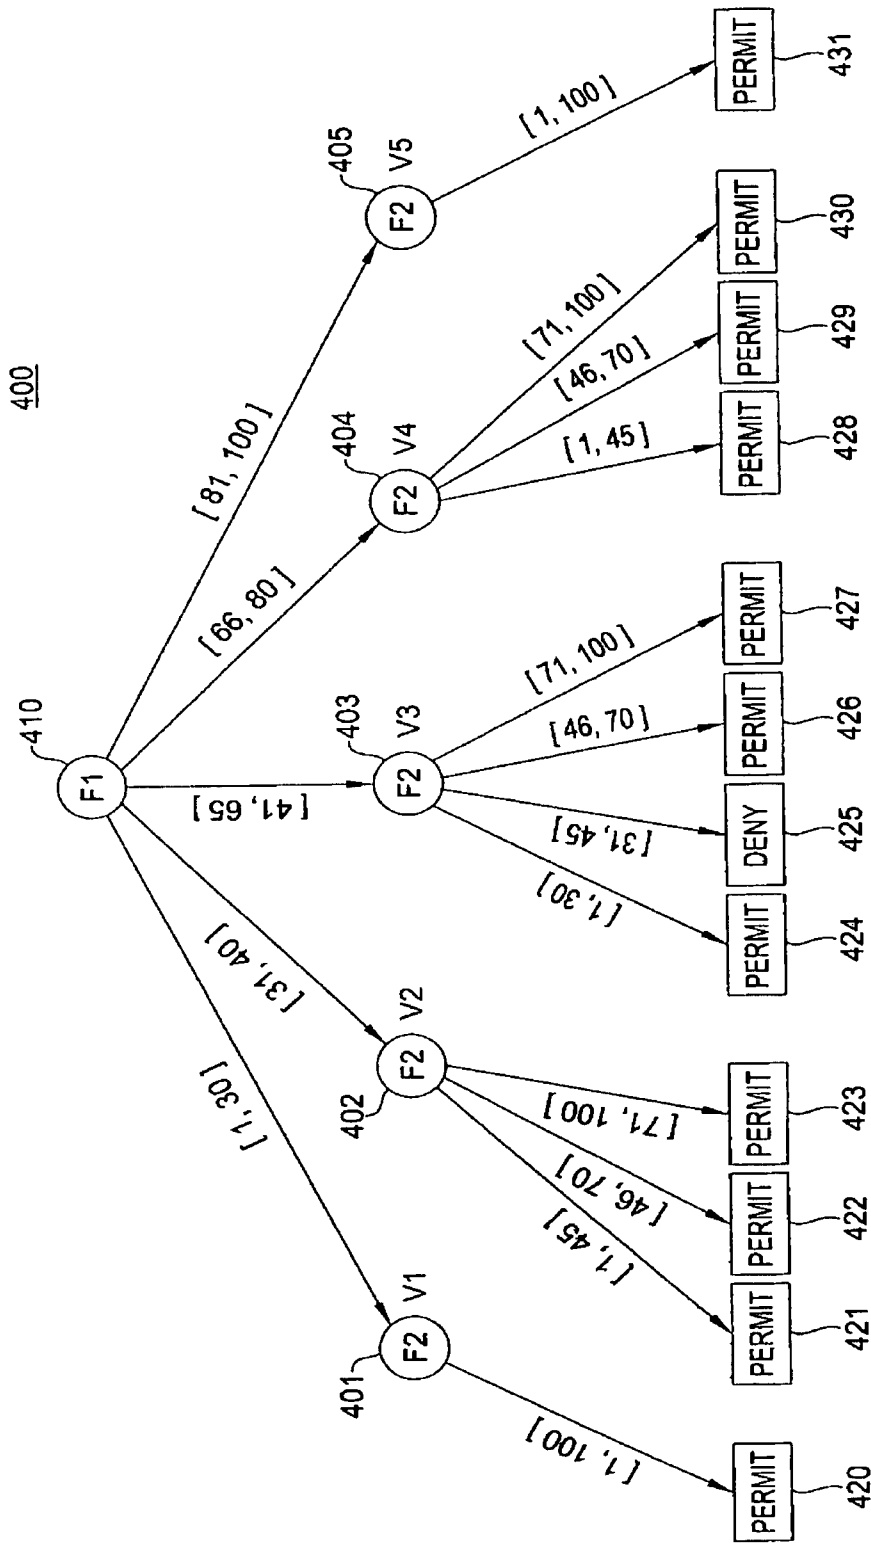 400
410
F1
[1, 30]
[31, 40]
[41, 65]
[66, 80]
[81, 100]
401
F2
V1
402
F2
V2
403
F2
V3
404
F2
V4
405
F2
V5
[1, 100]
[1, 45]
[46, 70]
[71, 100]
[1, 30]
[31, 45]
[46, 70]
[71, 100]
[1, 45]
[46, 70]
[71, 100]
[1, 100]
PERMIT
PERMIT
PERMIT
PERMIT
PERMIT
DENY
PERMIT
PERMIT
PERMIT
PERMIT
PERMIT
PERMIT
420
421
422
423
424
425
426
427
428
429
430
431